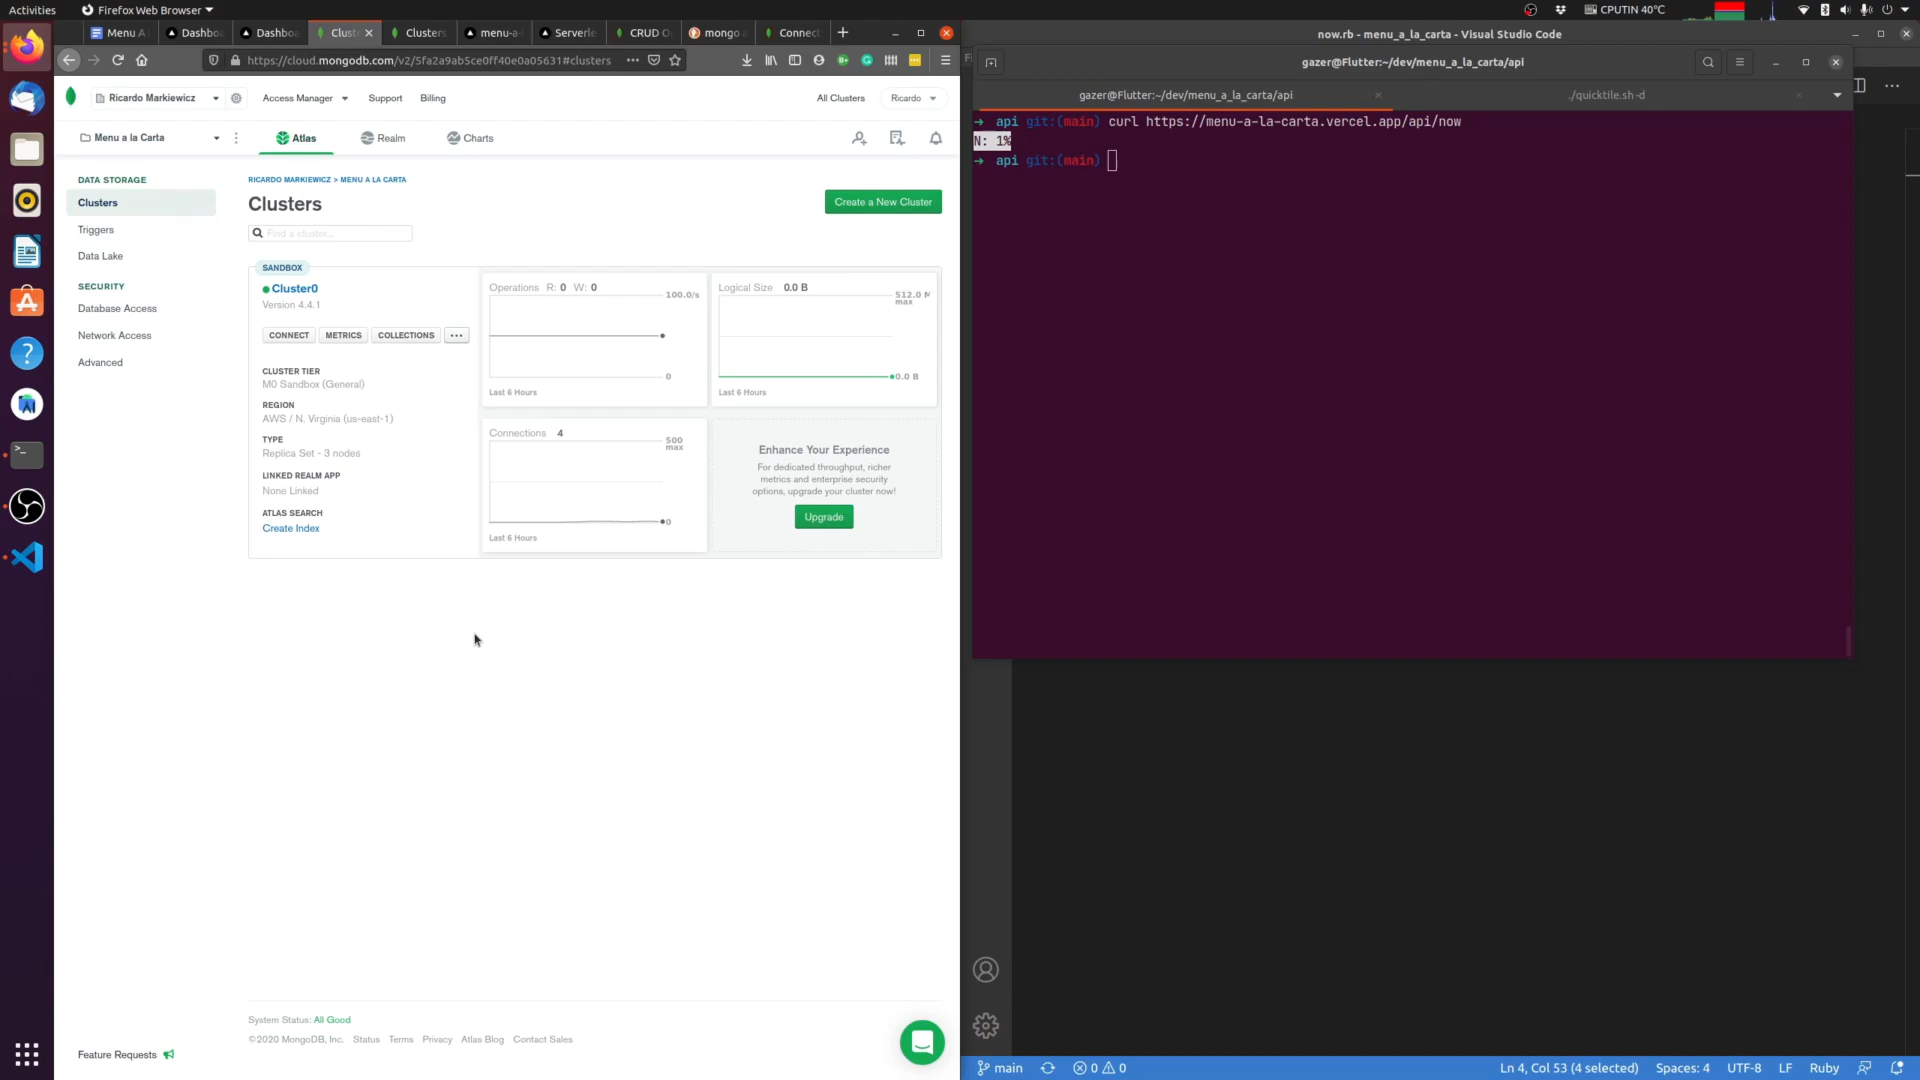 Activities
Firefox Web Browser
CPUTIN 40°C
Menu A
Dashbo
Dashbo
Clust
Clusters
menu-a-
Serverle
CRUD O
mongo a
Connect
https://cloud.mongodb.com/v2/5fa2a9ab5ce0ff40e0a05631#clusters
Ricardo Markiewicz
Access Manager
Support
Billing
All Clusters
Ricardo
Menu a la Carta
Atlas
Realm
Charts
DATA STORAGE
Clusters
Triggers
Data Lake
SECURITY
Database Access
Network Access
Advanced
RICARDO MARKIEWICZ > MENU A LA CARTA
Clusters
Create a New Cluster
Find a cluster...
SANDBOX
Cluster0
Version 4.4.1
CONNECT
METRICS
COLLECTIONS
CLUSTER TIER
M0 Sandbox (General)
REGION
AWS / N. Virginia (us-east-1)
TYPE
Replica Set - 3 nodes
LINKED REALM APP
None Linked
ATLAS SEARCH
Create Index
Operations R: 0 W: 0
100.0/s
0
Last 6 Hours
Logical Size 0.0 B
512.0 M
max
0.0 B
Last 6 Hours
Connections 4
500
max
0
Last 6 Hours
Enhance Your Experience
For dedicated throughput, richer
metrics and enterprise security
options, upgrade your cluster now!
Upgrade
System Status: All Good
©2020 MongoDB, Inc. Status Terms Privacy Atlas Blog Contact Sales
Feature Requests
now.rb - menu_a_la_carta - Visual Studio Code
gazer@Flutter:~/dev/menu_a_la_carta/api
gazer@Flutter:~/dev/menu_a_la_carta/api
./quicktile.sh -d
→ api git:(main) curl https://menu-a-la-carta.vercel.app/api/now
N: 1%
→ api git:(main)
main
0
0
Ln 4, Col 53 (4 selected)
Spaces: 4
UTF-8
LF
Ruby